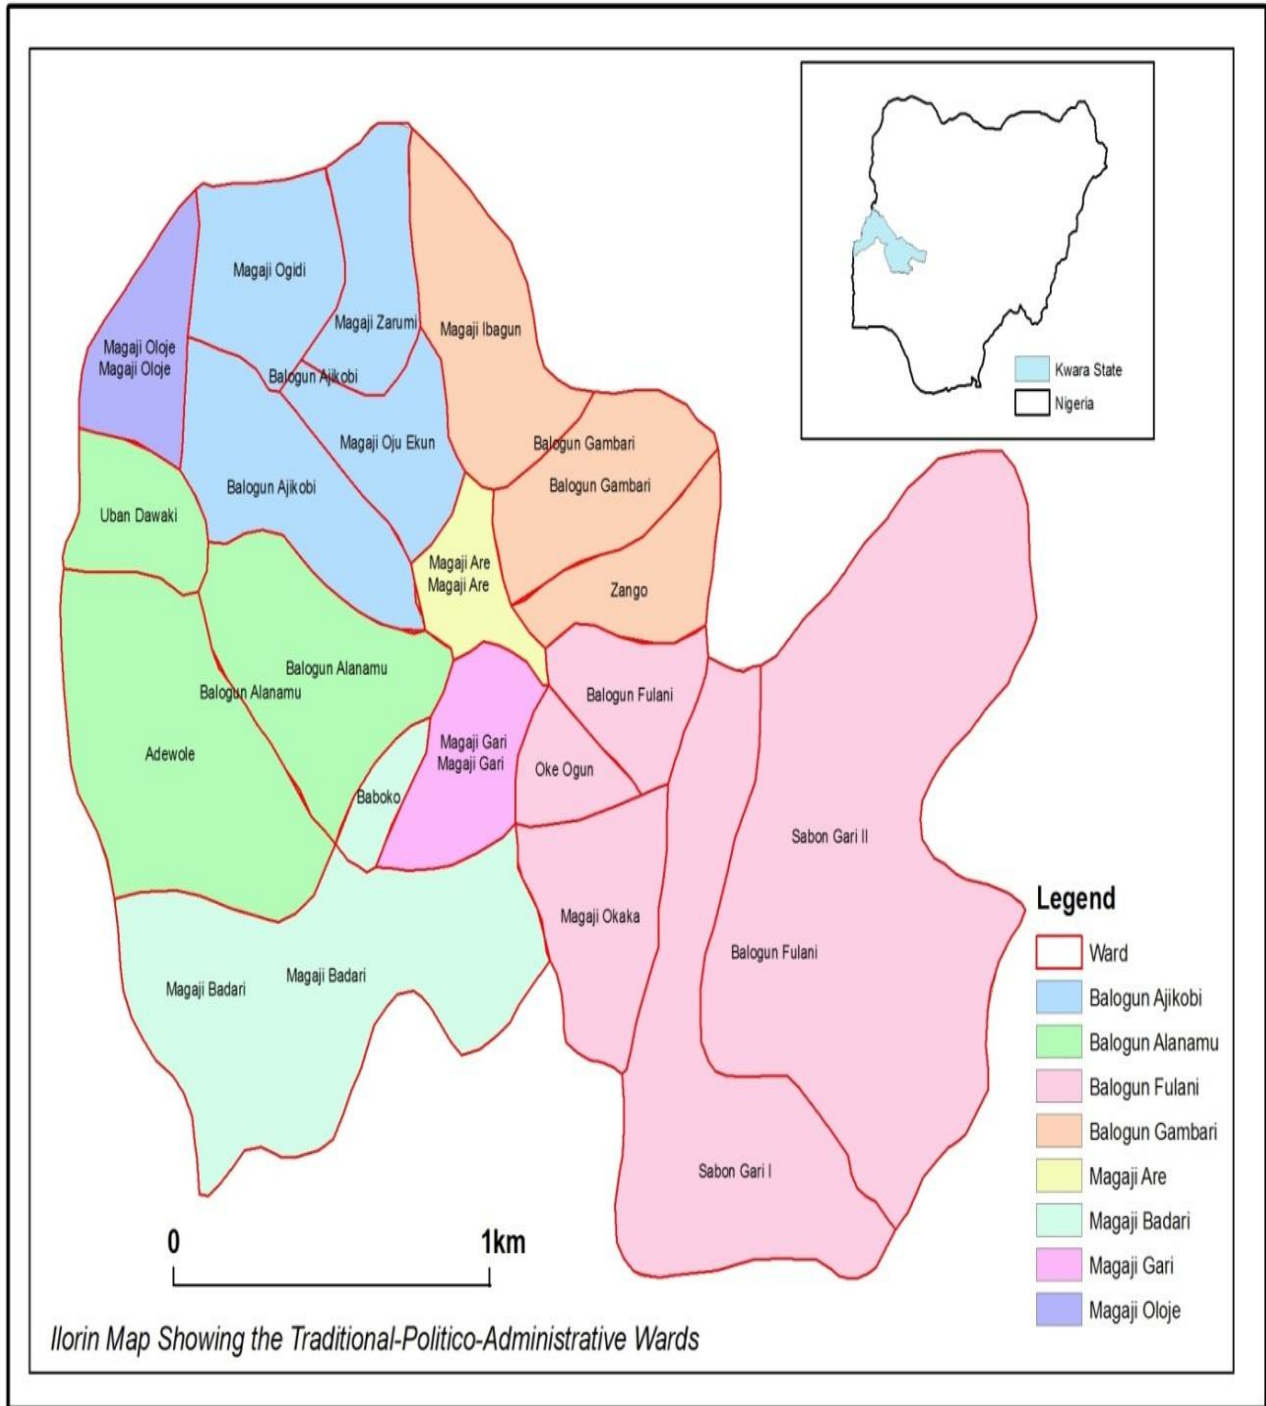 Kwara State
Nigeria
Magaji Ogidi
Magaji Zarumi
Magaji Ibagun
Magaji Oloje
Magaji Oloje
Balogun Ajikobi
Magaji Oju Ekun
Balogun Gambari
Balogun Gambari
Balogun Ajikobi
Uban Dawaki
Magaji Are
Magaji Are
Zango
Balogun Alanamu
Balogun Alanamu
Balogun Fulani
Adewole
Magaji Gari
Magaji Gari
Oke Ogun
Baboko
Sabon Gari II
Magaji Okaka
Balogun Fulani
Magaji Badari
Magaji Badari
Sabon Gari I
Legend
Ward
Balogun Ajikobi
Balogun Alanamu
Balogun Fulani
Balogun Gambari
Magaji Are
Magaji Badari
Magaji Gari
Magaji Oloje
0 1km
Ilorin Map Showing the Traditional-Politico-Administrative Wards